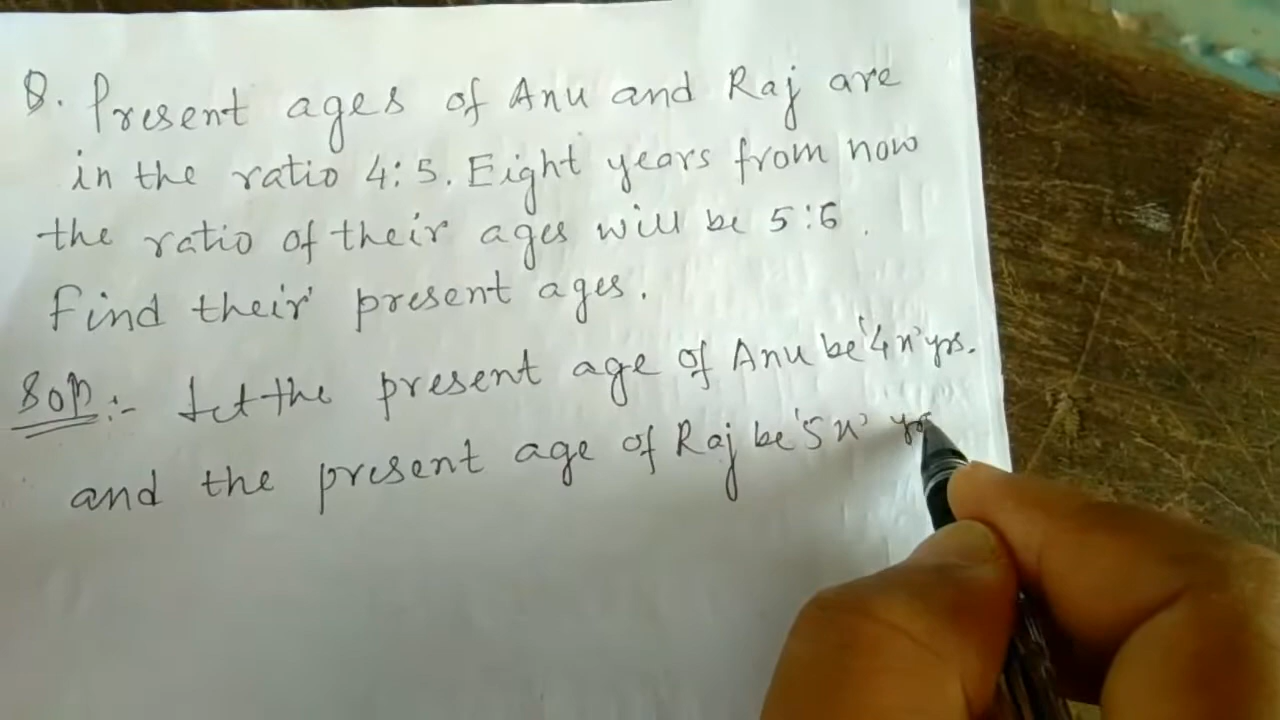 Q. Present ages of Anu and Raj are
in the ratio 4:5. Eight years from now
the ratio of their ages will be 5:6.
Find their present ages.
Soln:- Let the present age of Anu be '4x' yrs.
and the present age of Raj be '5x' yrs